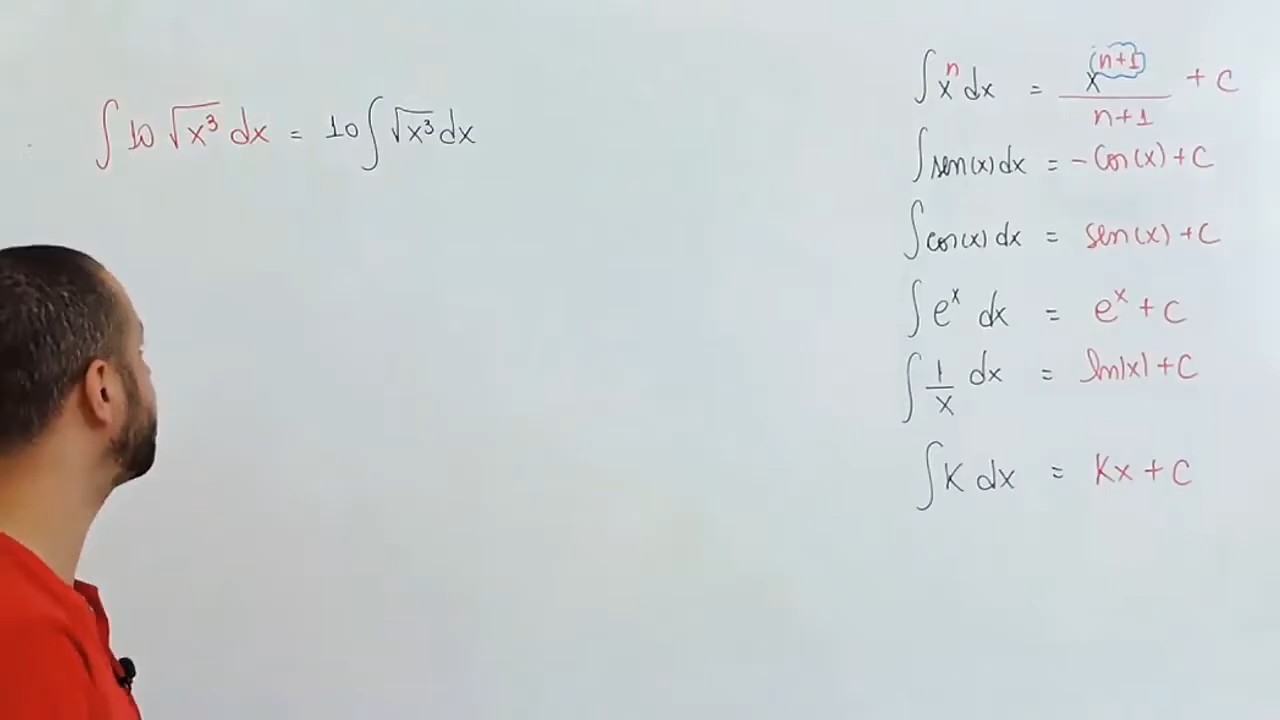 ∫ 10 √x³ dx = 10 ∫ √x³ dx
∫ xⁿ dx = x^(n+1) / n+1 + C
∫ sen(x) dx = - Cos(x) + C
∫ cos(x) dx = sen(x) + C
∫ eˣ dx = eˣ + C
∫ 1/x dx = ln|x| + C
∫ K dx = Kx + C